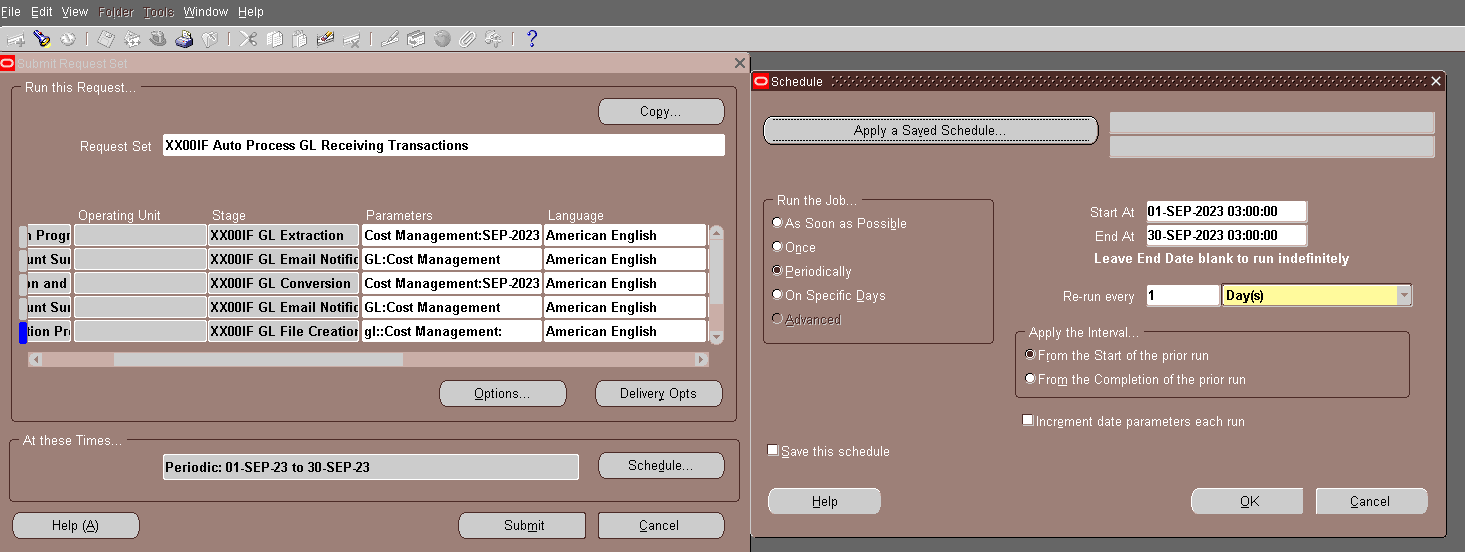 File Edit View Folder Tools Window Help
Submit Request Set
Run this Request...
Copy...
Request Set XX00IF Auto Process GL Receiving Transactions
Operating Unit Stage Parameters Language
n Progr XX00IF GL Extraction Cost Management:SEP-2023 American English
unt Sur XX00IF GL Email Notific GL:Cost Management American English
on and XX00IF GL Conversion Cost Management:SEP-2023 American English
unt Sur XX00IF GL Email Notific GL:Cost Management American English
tion Pr XX00IF GL File Creation gl::Cost Management: American English
Options... Delivery Opts
At these Times...
Periodic: 01-SEP-23 to 30-SEP-23 Schedule...
Help (A) Submit Cancel
Schedule
Apply a Saved Schedule...
Run the Job...
As Soon as Possible
Once
Periodically
On Specific Days
Advanced
Start At 01-SEP-2023 03:00:00
End At 30-SEP-2023 03:00:00
Leave End Date blank to run indefinitely
Re-run every 1 Day(s)
Apply the Interval...
From the Start of the prior run
From the Completion of the prior run
Increment date parameters each run
Save this schedule
Help OK Cancel